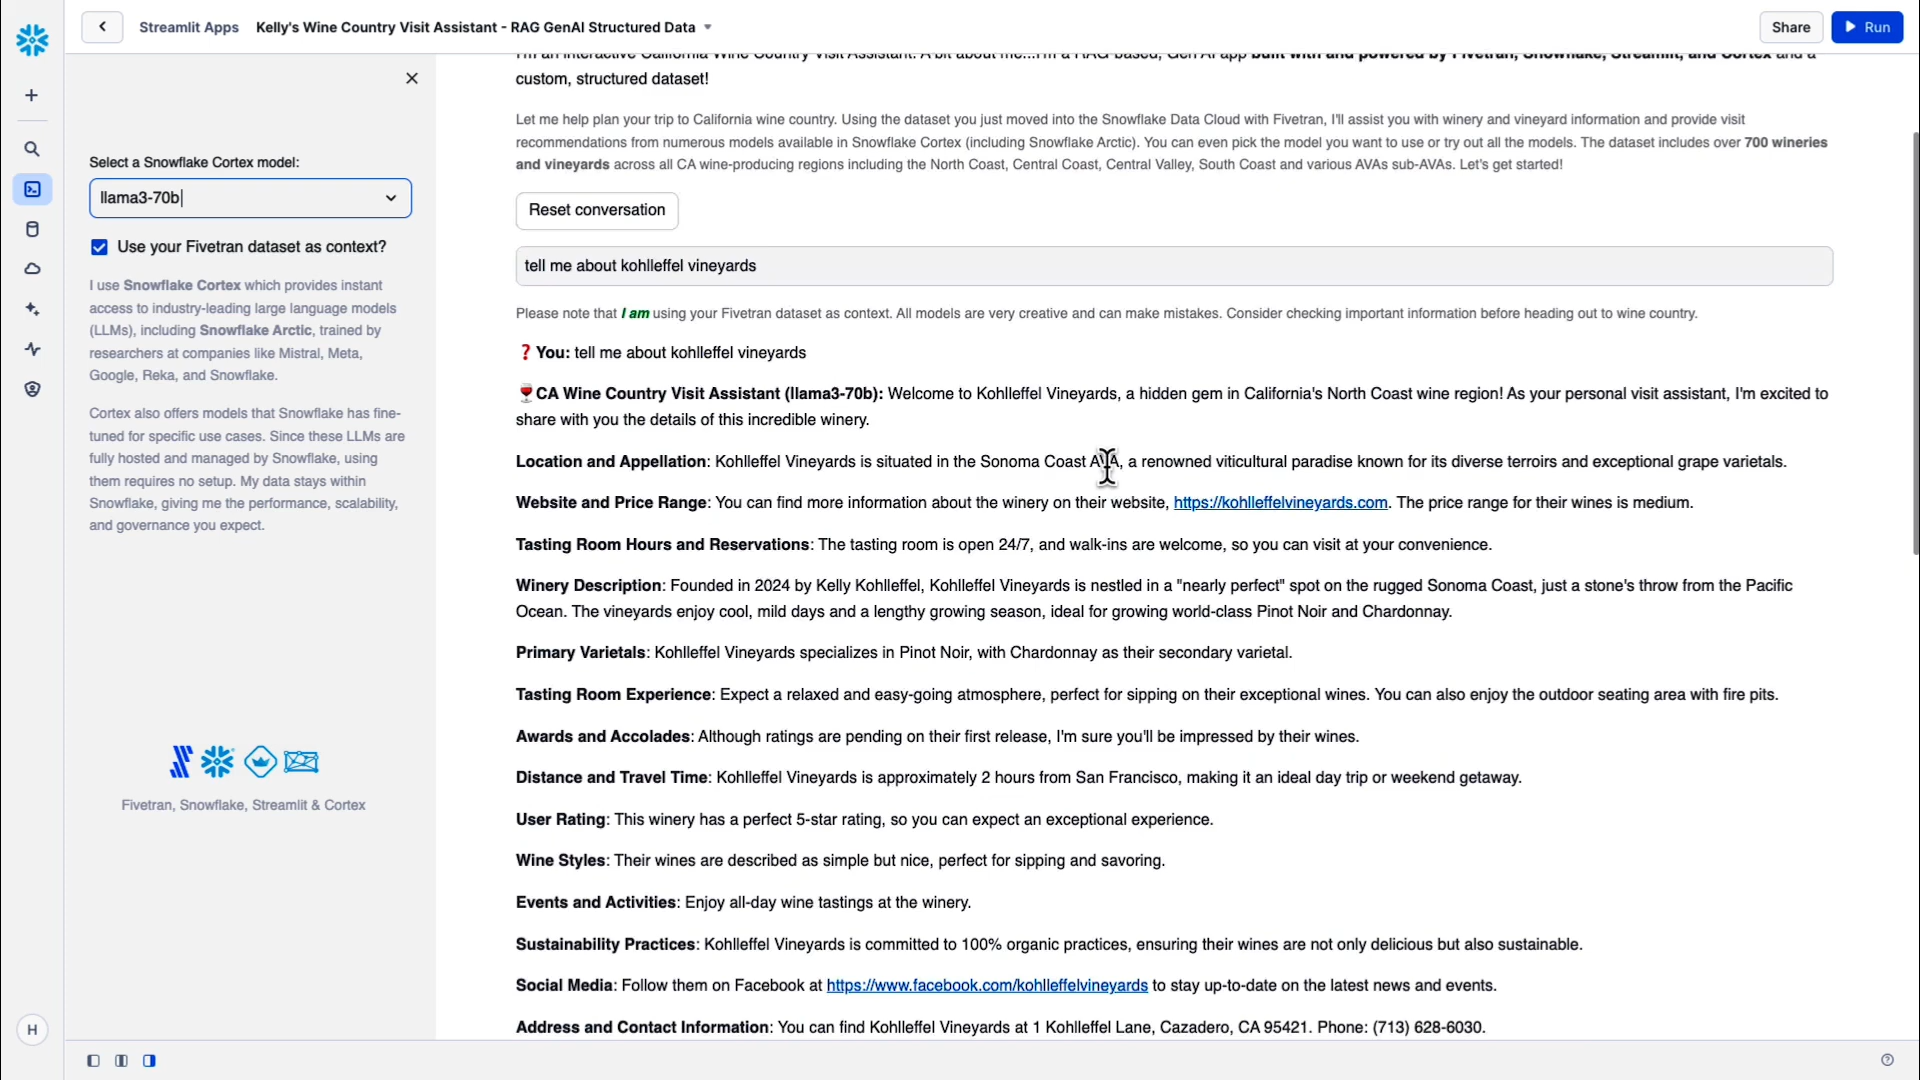 Streamlit Apps Kelly's Wine Country Visit Assistant - RAG GenAI Structured Data
Share
Run
Select a Snowflake Cortex model:
llama3-70b
Use your Fivetran dataset as context?
I use Snowflake Cortex which provides instant
access to industry-leading large language models
(LLMs), including Snowflake Arctic, trained by
researchers at companies like Mistral, Meta,
Google, Reka, and Snowflake.
Cortex also offers models that Snowflake has fine-
tuned for specific use cases. Since these LLMs are
fully hosted and managed by Snowflake, using
them requires no setup. My data stays within
Snowflake, giving me the performance, scalability,
and governance you expect.
Fivetran, Snowflake, Streamlit & Cortex
H
I'm an interactive California Wine Country Visit Assistant. A bit about me...I'm a RAG-based, Gen AI app built with and powered by Fivetran, Snowflake, Streamlit, and Cortex and a
custom, structured dataset!
Let me help plan your trip to California wine country. Using the dataset you just moved into the Snowflake Data Cloud with Fivetran, I'll assist you with winery and vineyard information and provide visit
recommendations from numerous models available in Snowflake Cortex (including Snowflake Arctic). You can even pick the model you want to use or try out all the models. The dataset includes over 700 wineries
and vineyards across all CA wine-producing regions including the North Coast, Central Coast, Central Valley, South Coast and various AVAs sub-AVAs. Let's get started!
Reset conversation
tell me about kohlleffel vineyards
Please note that I am using your Fivetran dataset as context. All models are very creative and can make mistakes. Consider checking important information before heading out to wine country.
❓You: tell me about kohlleffel vineyards
🍷CA Wine Country Visit Assistant (llama3-70b): Welcome to Kohlleffel Vineyards, a hidden gem in California's North Coast wine region! As your personal visit assistant, I'm excited to
share with you the details of this incredible winery.
Location and Appellation: Kohlleffel Vineyards is situated in the Sonoma Coast AVA, a renowned viticultural paradise known for its diverse terroirs and exceptional grape varietals.
Website and Price Range: You can find more information about the winery on their website, https://kohlleffelvineyards.com. The price range for their wines is medium.
Tasting Room Hours and Reservations: The tasting room is open 24/7, and walk-ins are welcome, so you can visit at your convenience.
Winery Description: Founded in 2024 by Kelly Kohlleffel, Kohlleffel Vineyards is nestled in a "nearly perfect" spot on the rugged Sonoma Coast, just a stone's throw from the Pacific
Ocean. The vineyards enjoy cool, mild days and a lengthy growing season, ideal for growing world-class Pinot Noir and Chardonnay.
Primary Varietals: Kohlleffel Vineyards specializes in Pinot Noir, with Chardonnay as their secondary varietal.
Tasting Room Experience: Expect a relaxed and easy-going atmosphere, perfect for sipping on their exceptional wines. You can also enjoy the outdoor seating area with fire pits.
Awards and Accolades: Although ratings are pending on their first release, I'm sure you'll be impressed by their wines.
Distance and Travel Time: Kohlleffel Vineyards is approximately 2 hours from San Francisco, making it an ideal day trip or weekend getaway.
User Rating: This winery has a perfect 5-star rating, so you can expect an exceptional experience.
Wine Styles: Their wines are described as simple but nice, perfect for sipping and savoring.
Events and Activities: Enjoy all-day wine tastings at the winery.
Sustainability Practices: Kohlleffel Vineyards is committed to 100% organic practices, ensuring their wines are not only delicious but also sustainable.
Social Media: Follow them on Facebook at https://www.facebook.com/kohlleffelvineyards to stay up-to-date on the latest news and events.
Address and Contact Information: You can find Kohlleffel Vineyards at 1 Kohlleffel Lane, Cazadero, CA 95421. Phone: (713) 628-6030.